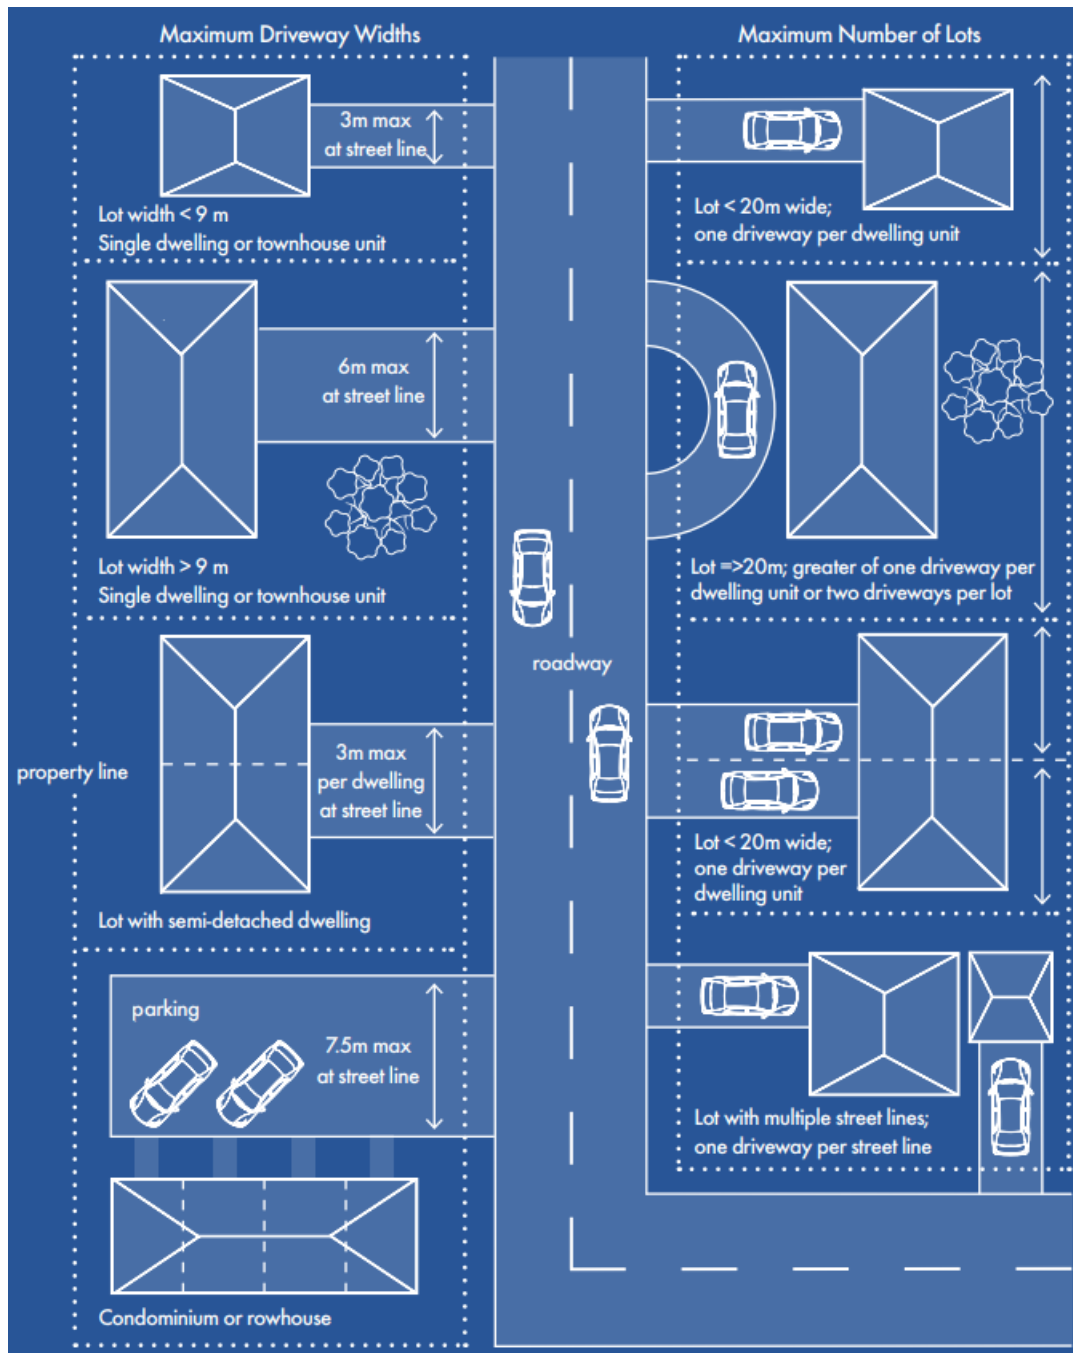 Maximum Driveway Widths
3m max
at street line
Lot width < 9 m
Single dwelling or townhouse unit
6m max
at street line
Lot width > 9 m
Single dwelling or townhouse unit
property line
3m max
per dwelling
at street line
Lot with semi-detached dwelling
parking
7.5m max
at street line
Condominium or rowhouse
roadway
Maximum Number of Lots
Lot < 20m wide;
one driveway per dwelling unit
Lot =>20m; greater of one driveway per
dwelling unit or two driveways per lot
Lot < 20m wide;
one driveway per
dwelling unit
Lot with multiple street lines;
one driveway per street line